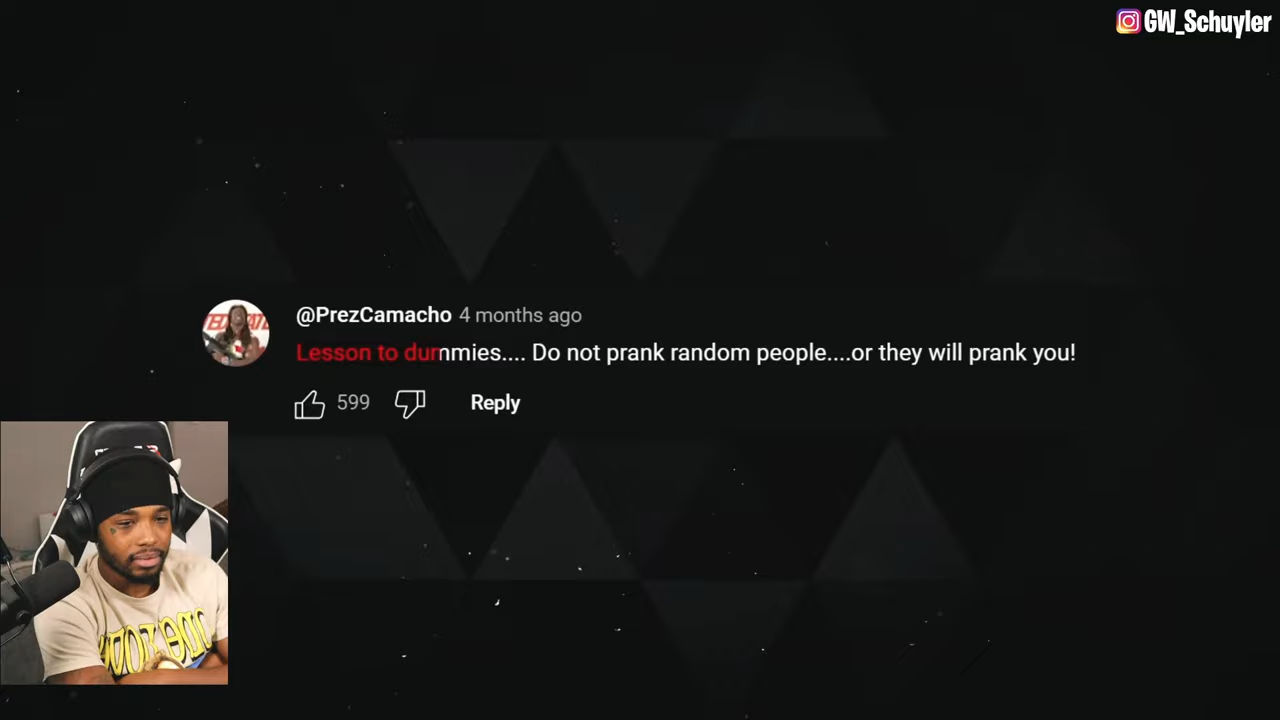 GW_Schuyler
@PrezCamacho 4 months ago
Lesson to dummies.... Do not prank random people....or they will prank you!
599 Reply